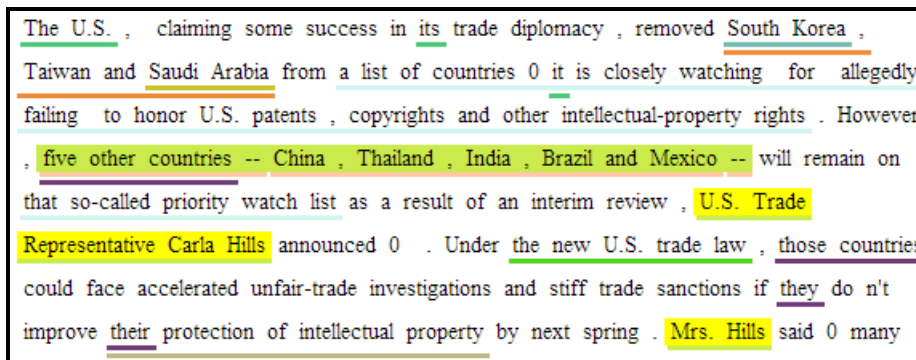 The U.S. , claiming some success in its trade diplomacy , removed South Korea ,
Taiwan and Saudi Arabia from a list of countries 0 it is closely watching for allegedly
failing to honor U.S. patents , copyrights and other intellectual-property rights . However
, five other countries -- China , Thailand , India , Brazil and Mexico -- will remain on
that so-called priority watch list as a result of an interim review , U.S. Trade
Representative Carla Hills announced 0 . Under the new U.S. trade law , those countries
could face accelerated unfair-trade investigations and stiff trade sanctions if they do n't
improve their protection of intellectual property by next spring . Mrs. Hills said 0 many